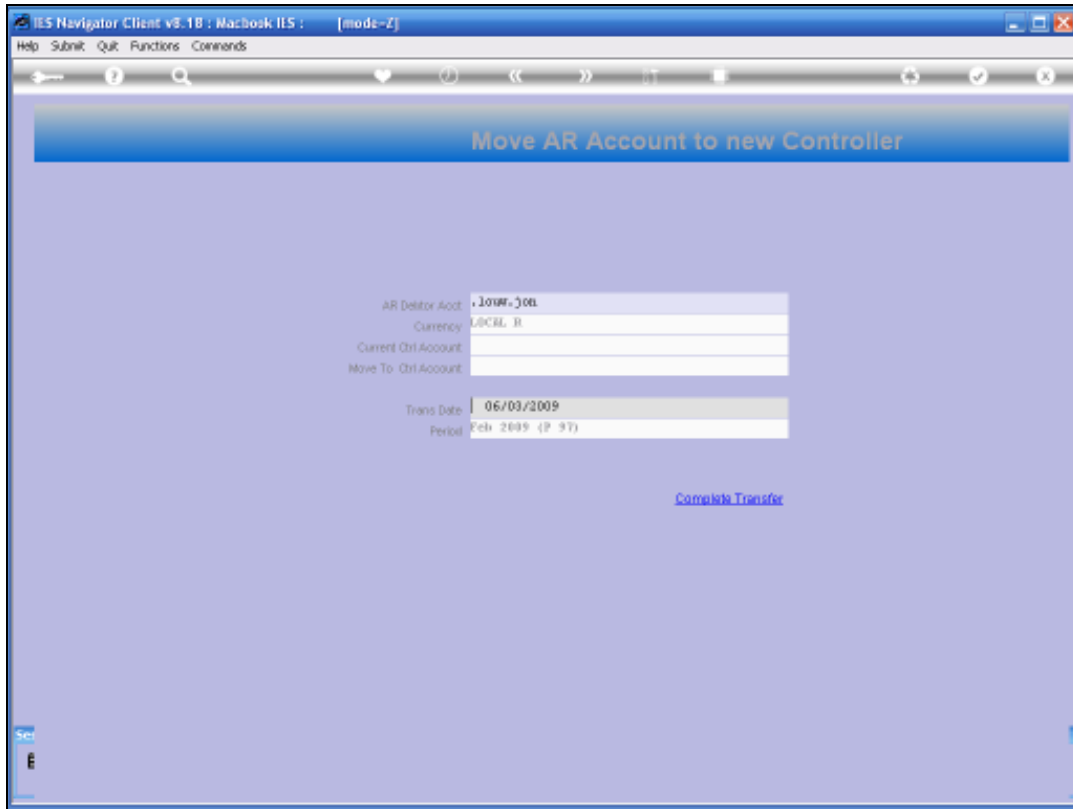 IES Navigator Client v8.1B : Macbook IES : [mode-Z]
Help Submit Quit Functions Commands
Move AR Account to new Controller
AR Debtor Acct .louw.jon
Currency LOCAL R
Current Ctrl Account
Move To Ctrl Account
Trans Date 06/03/2009
Period Feb 2009 (P 97)
Complete Transfer